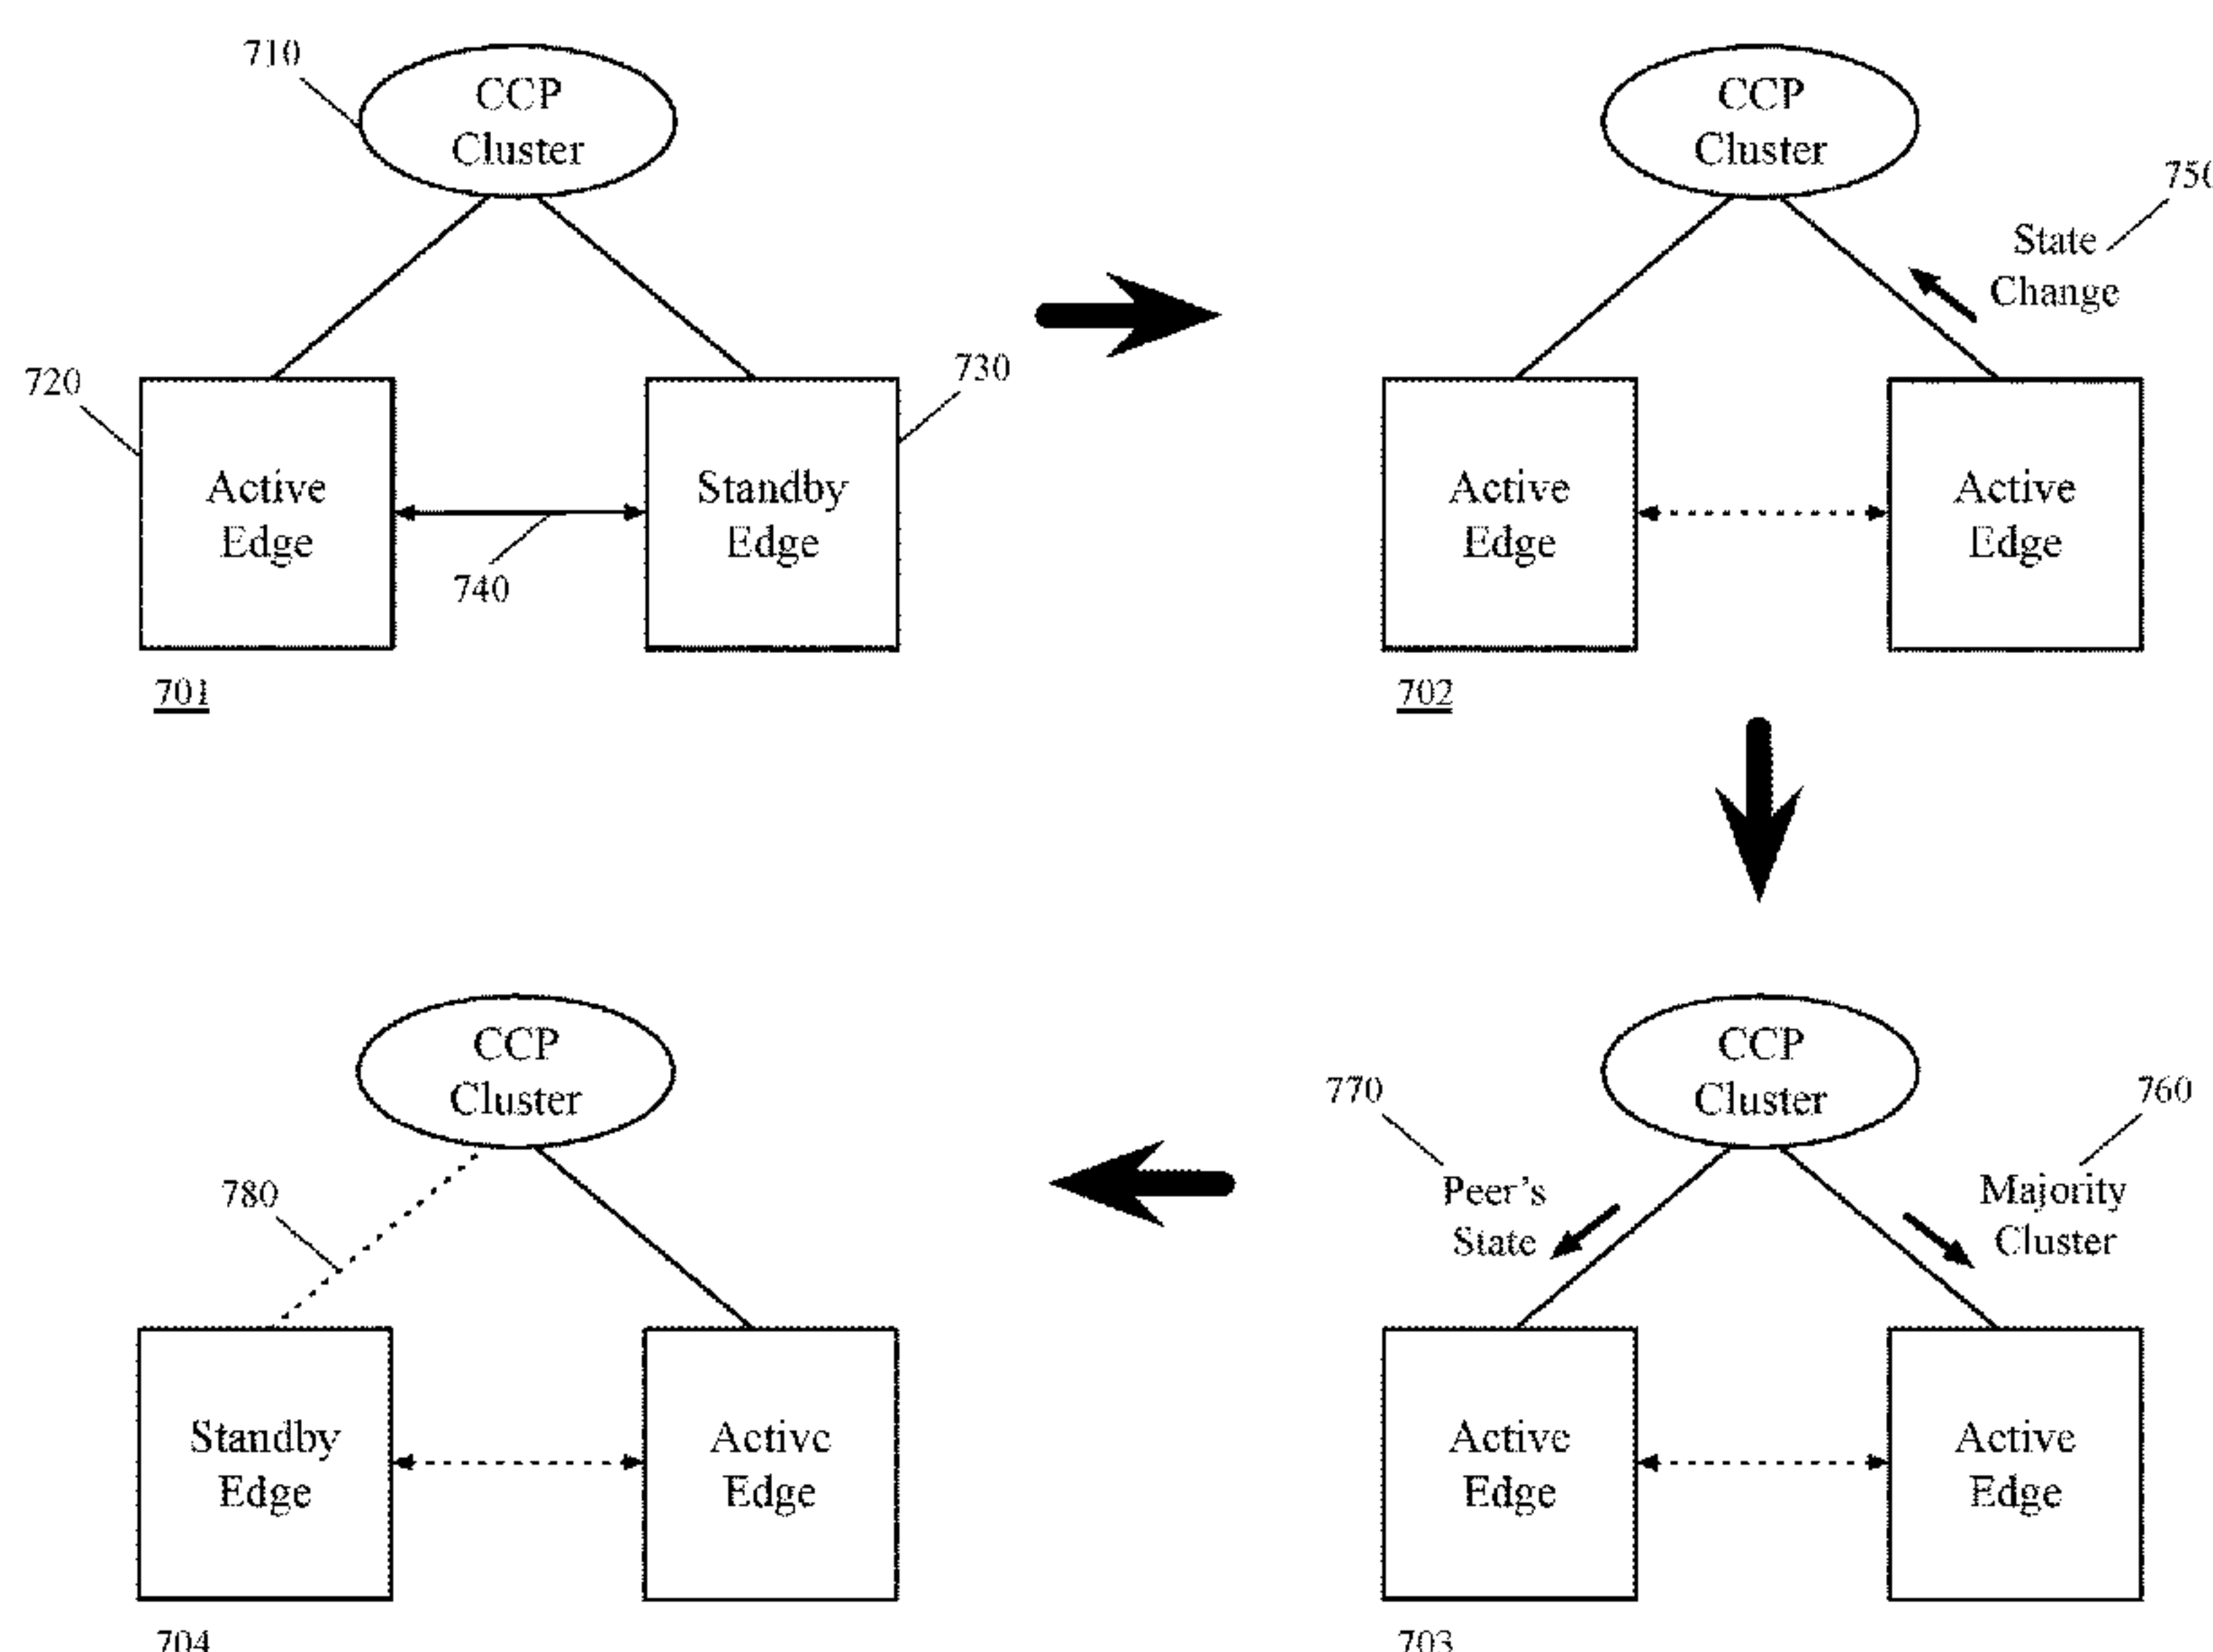 710
CCP
Cluster
720
730
Active
Edge
Standby
Edge
740
701
CCP
Cluster
State
Change
Active
Edge
Active
Edge
702
CCP
Cluster
770
760
Peer's
State
Majority
Cluster
Active
Edge
Active
Edge
703
CCP
Cluster
780
Standby
Edge
Active
Edge
704